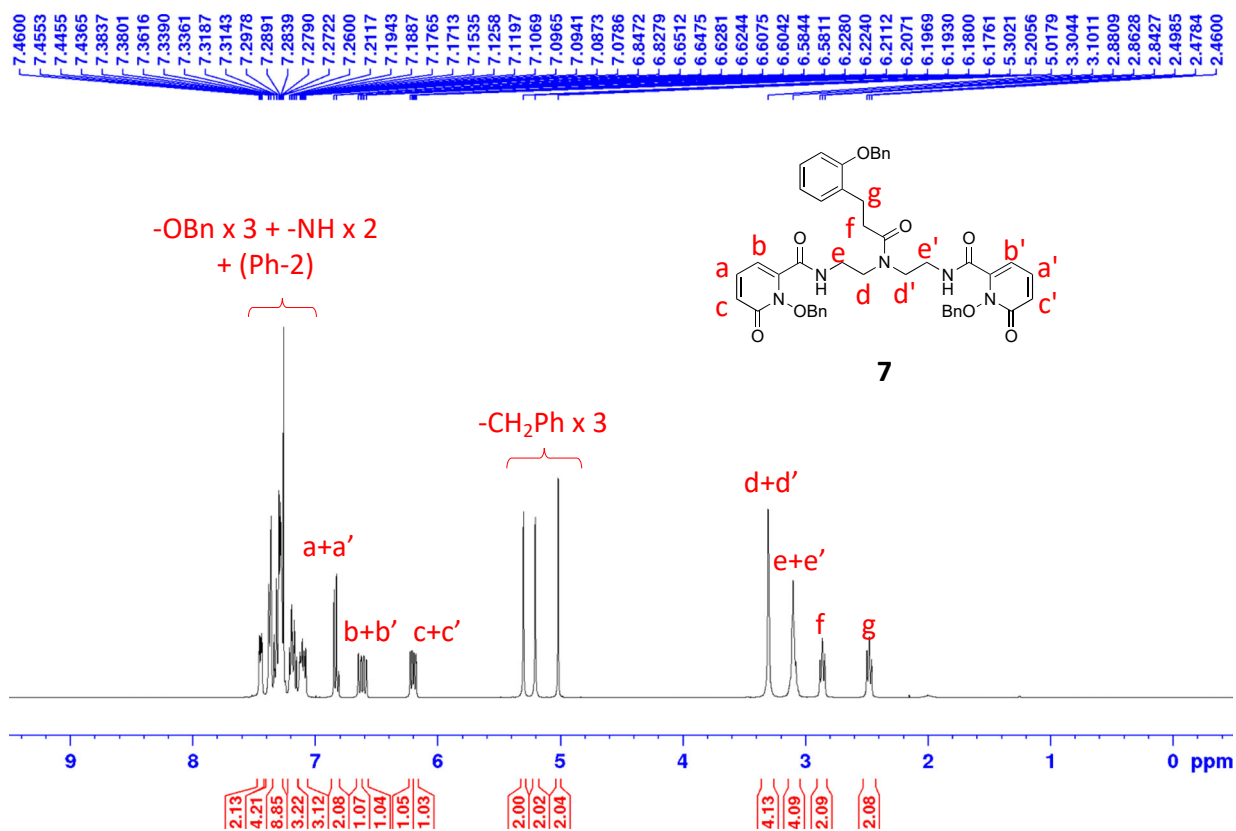 7.4600
7.4553
7.4455
7.4365
7.3837
7.3801
7.3616
7.3390
7.3361
7.3187
7.3143
7.2978
7.2891
7.2839
7.2790
7.2722
7.2600
7.2117
7.1943
7.1887
7.1765
7.1713
7.1535
7.1258
7.1197
7.1069
7.0965
7.0941
7.0873
7.0786
6.8472
6.8279
6.6512
6.6475
6.6281
6.6244
6.6075
6.6042
6.5844
6.5811
6.2280
6.2240
6.2112
6.2071
6.1969
6.1930
6.1800
6.1761
5.3021
5.2056
5.0179
3.3044
3.1011
2.8809
2.8628
2.8427
2.4985
2.4784
2.4600
OBn
g
f
O
-OBn x 3 + -NH x 2
+ (Ph-2)
b
O
e
e'
O
b'
a
N
H
N
N
H
a'
c
N
d
d'
N
c'
OBn
BnO
O
O
7
-CH2Ph x 3
d+d’
a+a’
e+e’
b+b’
c+c’
f
g
9
8
7
6
5
4
3
2
1
0
ppm
2.13
4.21
8.85
3.22
3.12
2.08
1.07
1.04
1.05
1.03
2.00
2.02
2.04
4.13
4.09
2.09
2.08